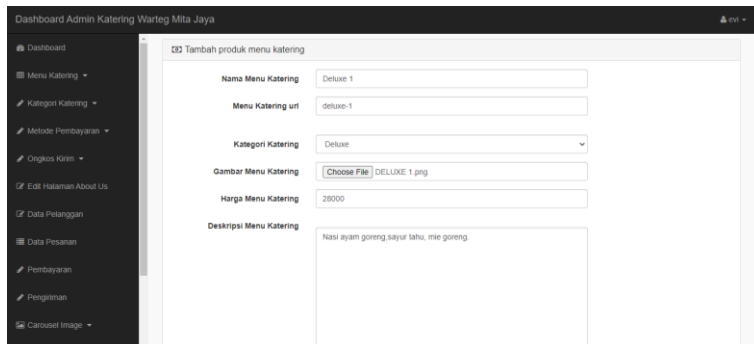 Dashboard Admin Katering Warteg Mita Jaya
evi
Dashboard
Menu Katering
Kategori Katering
Metode Pembayaran
Ongkos Kirim
Edit Halaman About Us
Data Pelanggan
Data Pesanan
Pembayaran
Pengiriman
Carousel Image
Tambah produk menu katering
Nama Menu Katering Deluxe 1
Menu Katering url deluxe-1
Kategori Katering Deluxe
Gambar Menu Katering Choose File DELUXE 1.png
Harga Menu Katering 28000
Deskripsi Menu Katering
Nasi ayam goreng,sayur tahu, mie goreng.